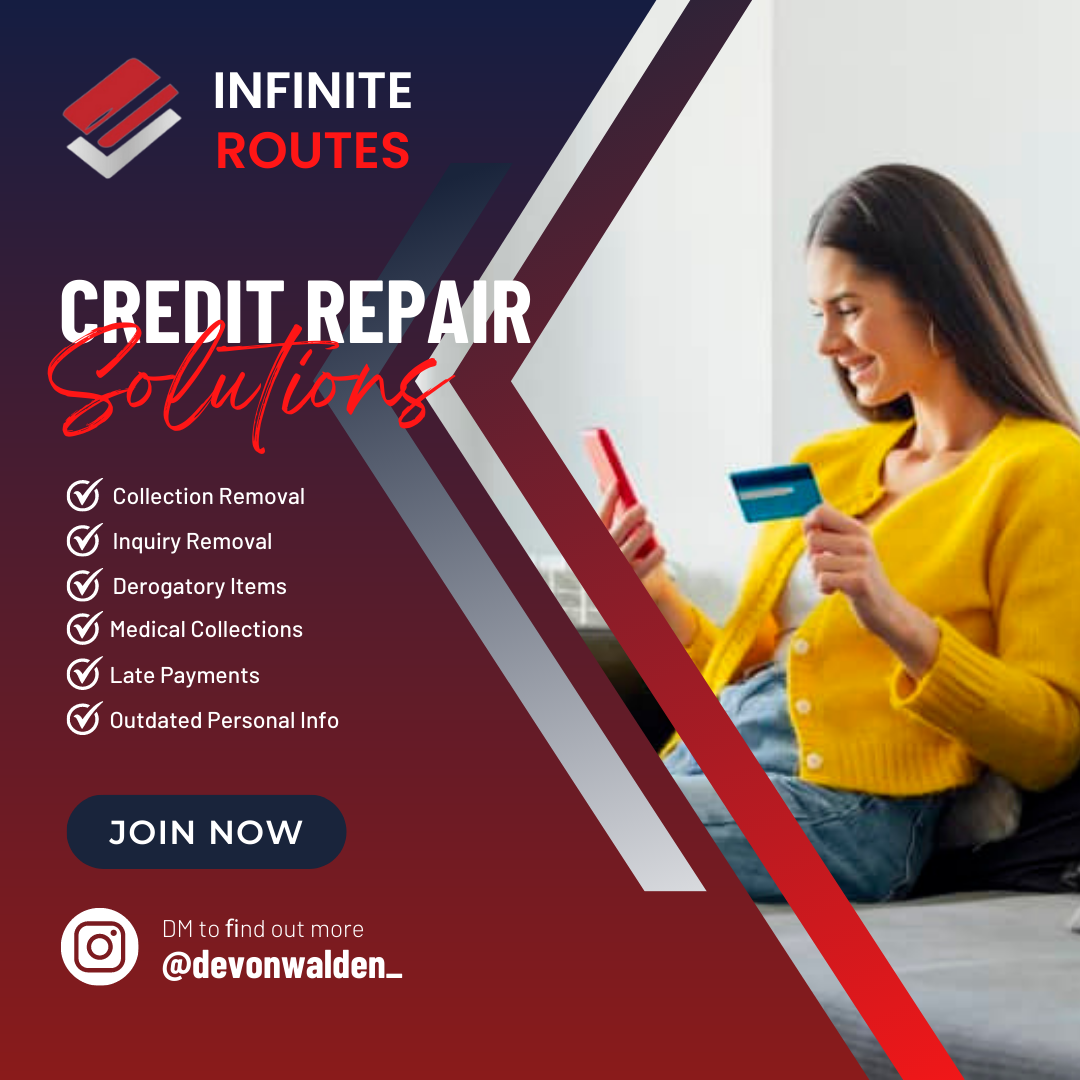 INFINITE
ROUTES
CREDIT REPAIR
Solutions
Collection Removal
Inquiry Removal
Derogatory Items
Medical Collections
Late Payments
Outdated Personal Info
JOIN NOW
DM to find out more
@devonwalden_